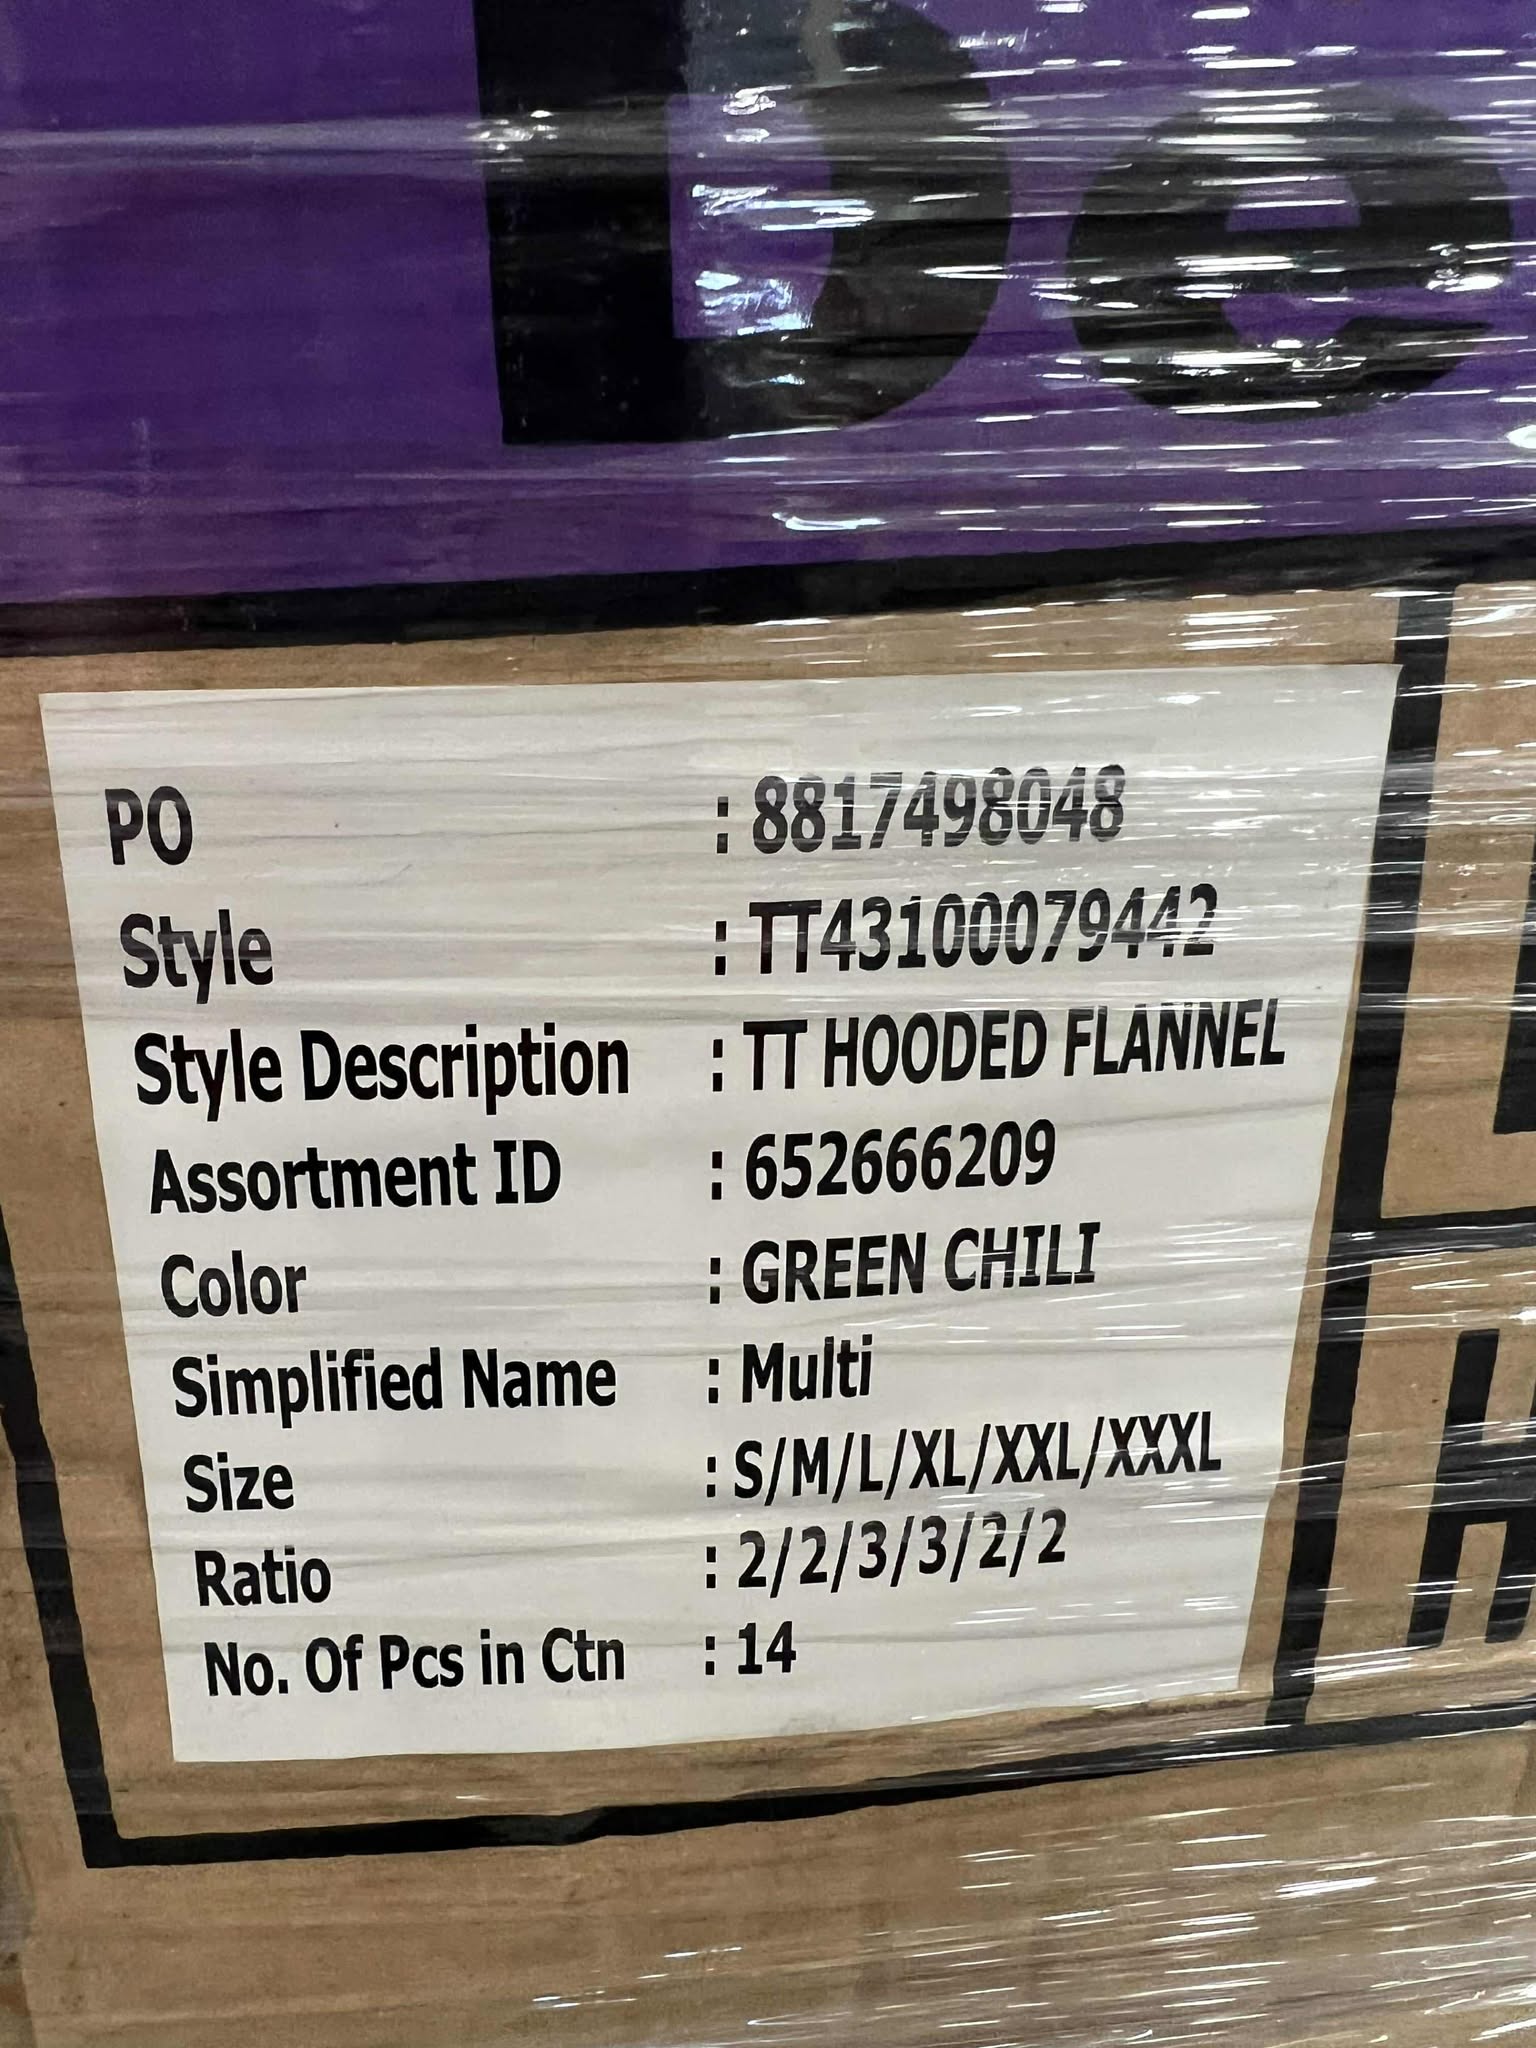 De
PO : 8817498048
Style : TT43100079442
Style Description : TT HOODED FLANNEL
Assortment ID : 652666209
Color : GREEN CHILI
Simplified Name : Multi
Size : S/M/L/XL/XXL/XXXL
Ratio : 2/2/3/3/2/2
No. Of Pcs in Ctn : 14
H